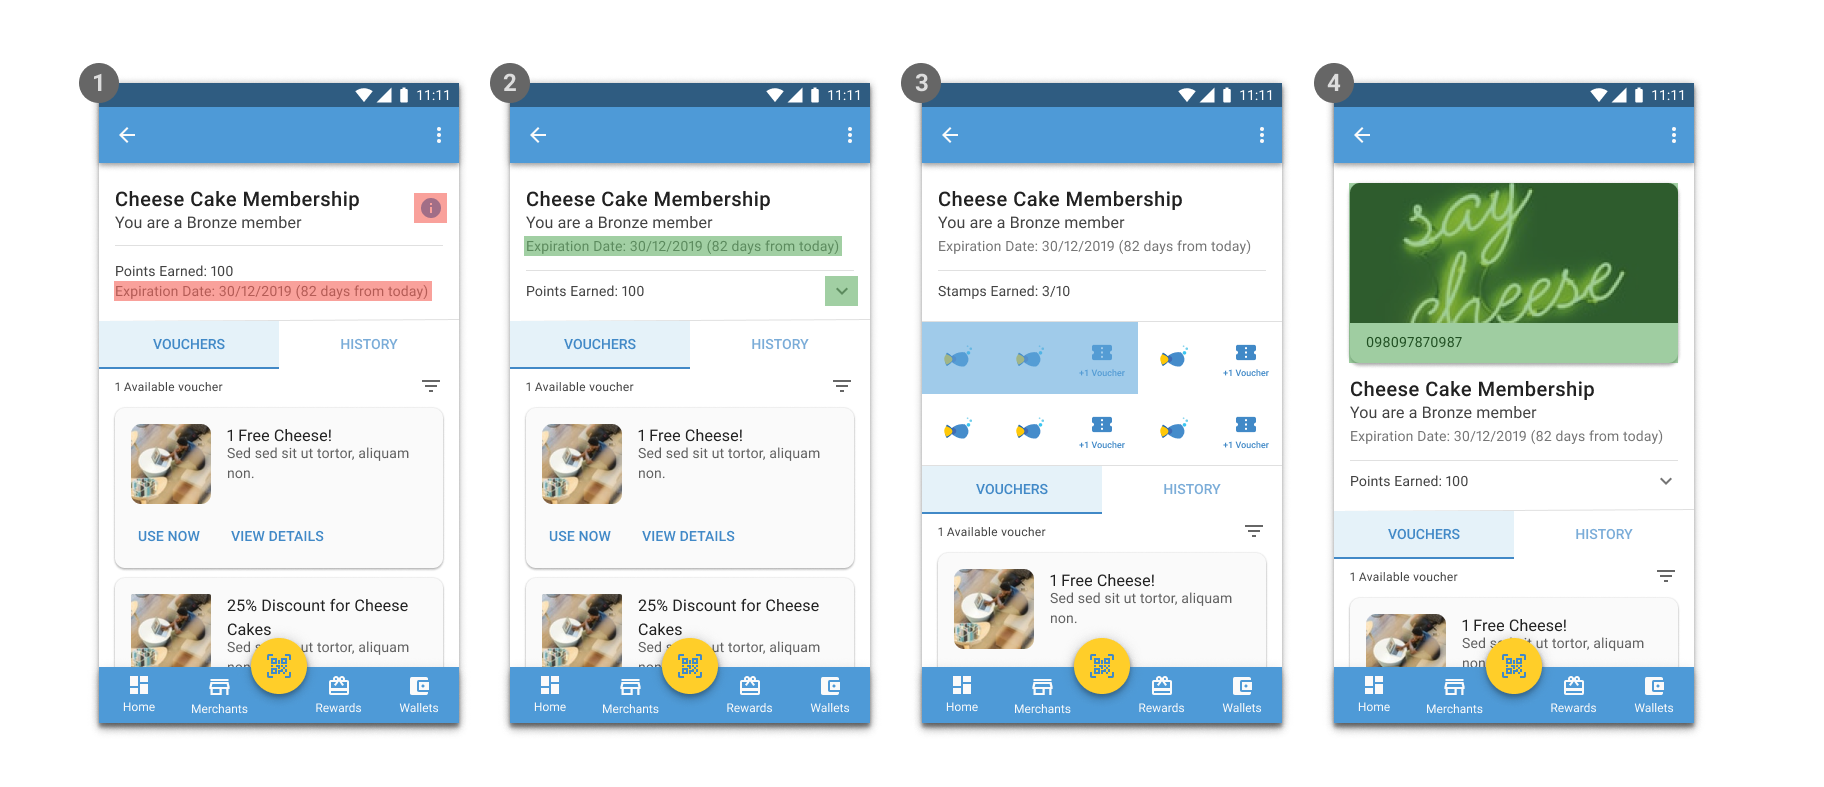 1
11:11
Cheese Cake Membership
You are a Bronze member
Points Earned: 100
Expiration Date: 30/12/2019 (82 days from today)
VOUCHERS HISTORY
1 Available voucher
1 Free Cheese!
Sed sed sit ut tortor, aliquam
non.
USE NOW VIEW DETAILS
25% Discount for Cheese
Cakes
ut tortor, aliquam
Home Merchants Rewards Wallets
2
11:11
Cheese Cake Membership
You are a Bronze member
Expiration Date: 30/12/2019 (82 days from today)
Points Earned: 100
VOUCHERS HISTORY
1 Available voucher
1 Free Cheese!
Sed sed sit ut tortor, aliquam
non.
USE NOW VIEW DETAILS
25% Discount for Cheese
Cakes
ut tortor, aliquam
Home Merchants Rewards Wallets
3
11:11
Cheese Cake Membership
You are a Bronze member
Expiration Date: 30/12/2019 (82 days from today)
Stamps Earned: 3/10
+1 Voucher +1 Voucher
+1 Voucher +1 Voucher
VOUCHERS HISTORY
1 Available voucher
1 Free Cheese!
Sed sed sit ut tortor, aliquam
non.
Home Merchants Rewards Wallets
4
11:11
say
cheese
098097870987
Cheese Cake Membership
You are a Bronze member
Expiration Date: 30/12/2019 (82 days from today)
Points Earned: 100
VOUCHERS HISTORY
1 Available voucher
1 Free Cheese!
Sed sed sit ut tortor, aliquam
Home Merchants Rewards Wallets